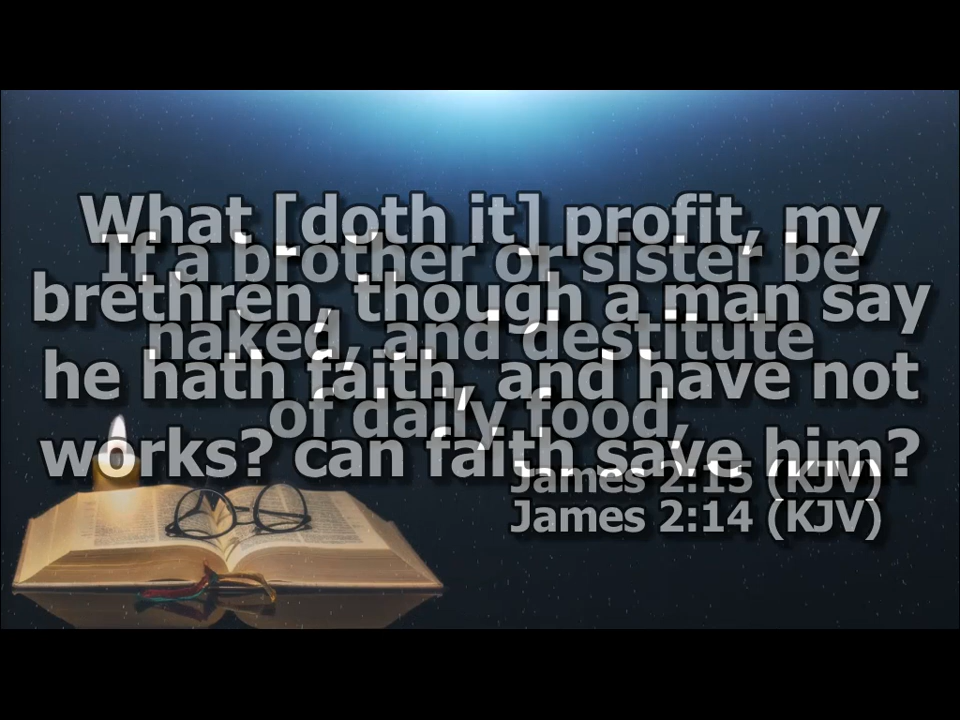 What [doth it] profit, my
brethren, though a man say
he hath faith, and have not
works? can faith save him?
James 2:14 (KJV)
If a brother or sister be
naked, and destitute
of daily food,
James 2:15 (KJV)